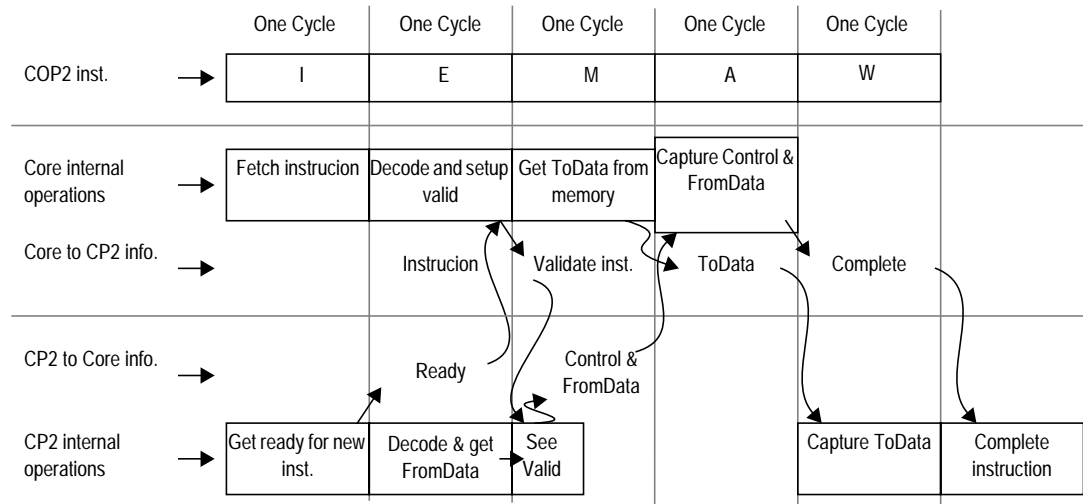 One Cycle One Cycle One Cycle One Cycle One Cycle
COP2 inst. I E M A W
Core internal operations
Fetch instrucion
Decode and setup valid
Get ToData from memory
Capture Control & FromData
Core to CP2 info.
Instrucion Validate inst. ToData Complete
CP2 to Core info.
Ready
Control & FromData
CP2 internal operations
Get ready for new inst.
Decode & get FromData
See Valid
Capture ToData
Complete instruction